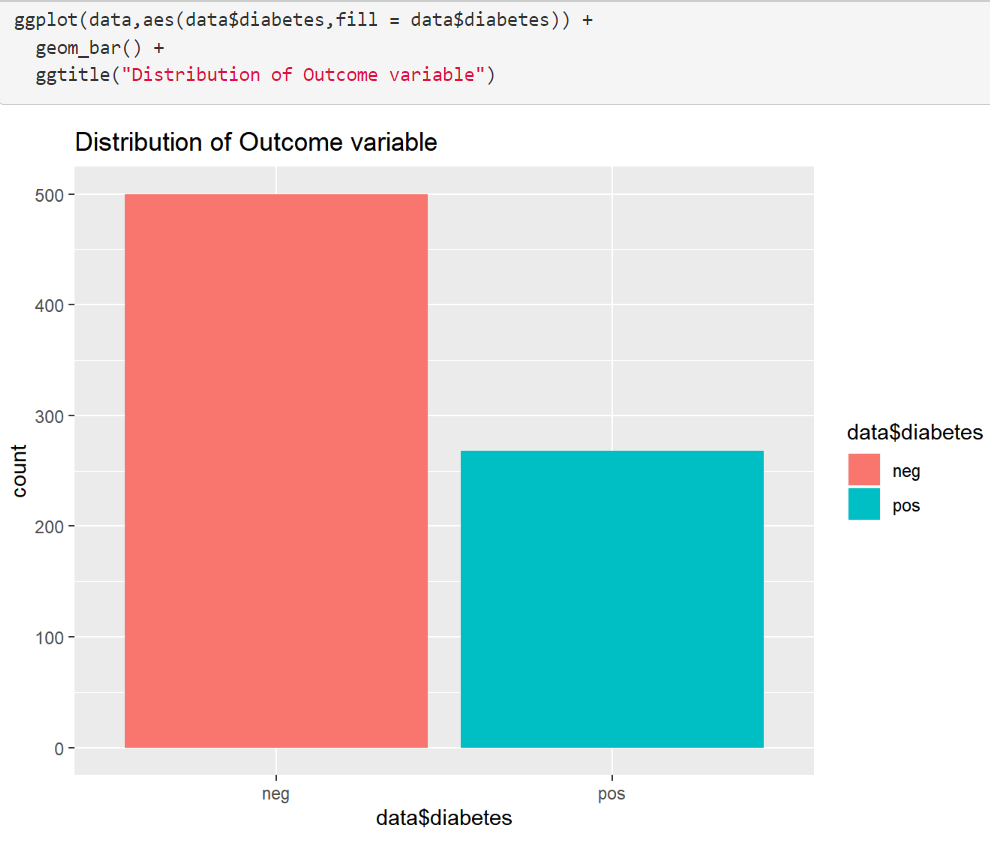 ggplot(data,aes(data$diabetes,fill = data$diabetes)) +
  geom_bar() +
  ggtitle("Distribution of Outcome variable")
Distribution of Outcome variable
500
400
300
200
100
0
count
neg
pos
data$diabetes
data$diabetes
neg
pos